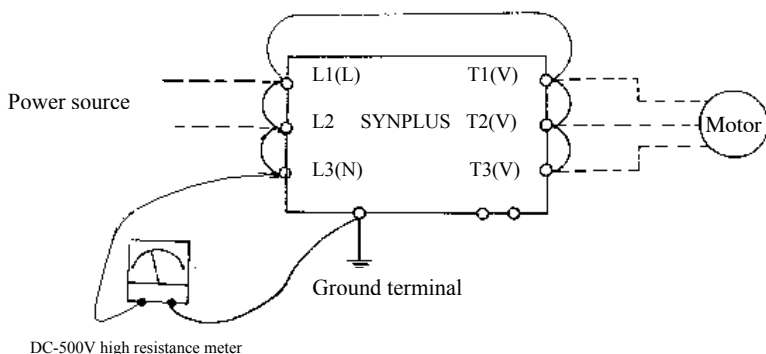 L1(L) T1(V)
Power source L2 SYNPLUS T2(V) Motor
L3(N) T3(V)
Ground terminal
DC-500V high resistance meter